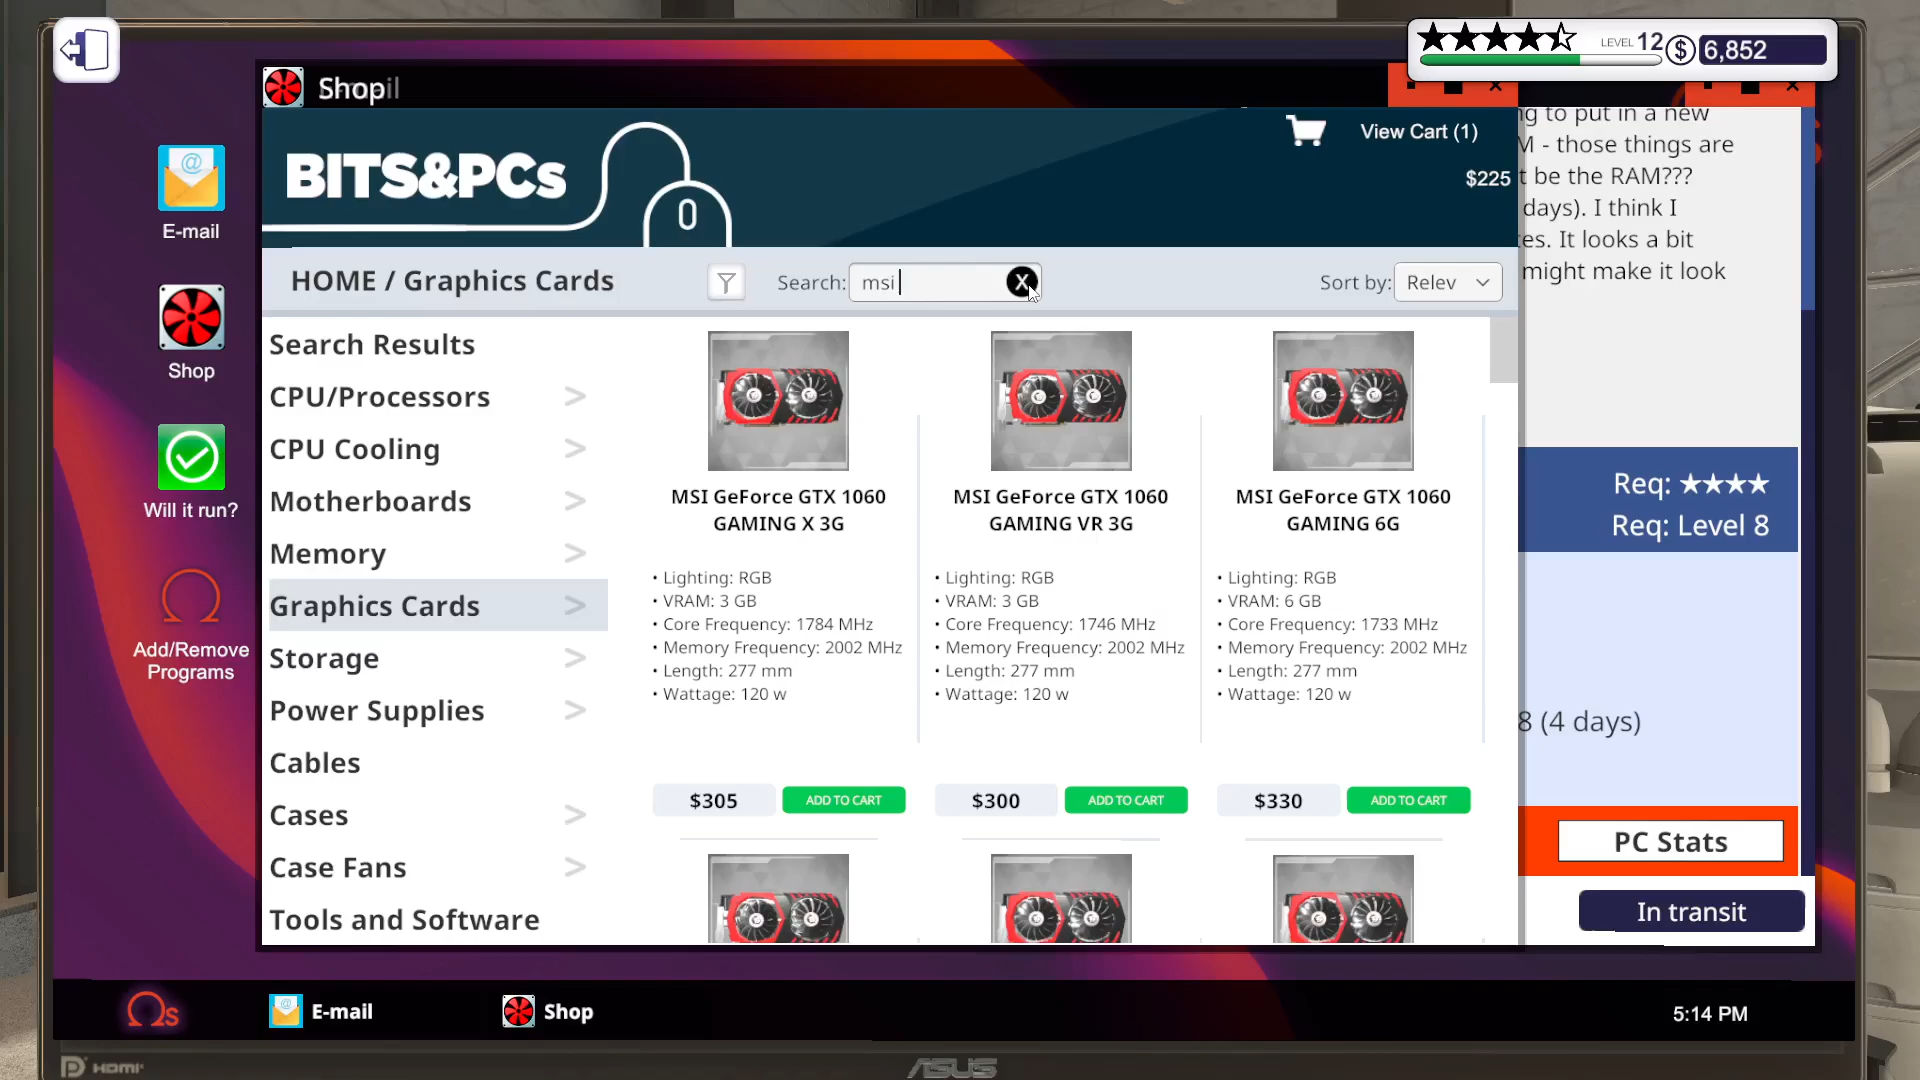 LEVEL 12
$ 6,852
Shop
BITS&PCs
View Cart (1)
$225
HOME / Graphics Cards
Search: msi
X
Sort by: Relev
Search Results
CPU/Processors >
CPU Cooling >
Motherboards >
Memory >
Graphics Cards >
Storage >
Power Supplies >
Cables
Cases >
Case Fans >
Tools and Software
MSI GeForce GTX 1060
GAMING X 3G
• Lighting: RGB
• VRAM: 3 GB
• Core Frequency: 1784 MHz
• Memory Frequency: 2002 MHz
• Length: 277 mm
• Wattage: 120 w
$305
ADD TO CART
MSI GeForce GTX 1060
GAMING VR 3G
• Lighting: RGB
• VRAM: 3 GB
• Core Frequency: 1746 MHz
• Memory Frequency: 2002 MHz
• Length: 277 mm
• Wattage: 120 w
$300
ADD TO CART
MSI GeForce GTX 1060
GAMING 6G
• Lighting: RGB
• VRAM: 6 GB
• Core Frequency: 1733 MHz
• Memory Frequency: 2002 MHz
• Length: 277 mm
• Wattage: 120 w
$330
ADD TO CART
to put in a new
- those things are
t be the RAM???
days). I think I
It looks a bit
might make it look
Req: ★★★★
Req: Level 8
8 (4 days)
PC Stats
In transit
E-mail
Shop
Will it run?
Add/Remove
Programs
Ωs
E-mail
Shop
5:14 PM
HDMI
ASUS